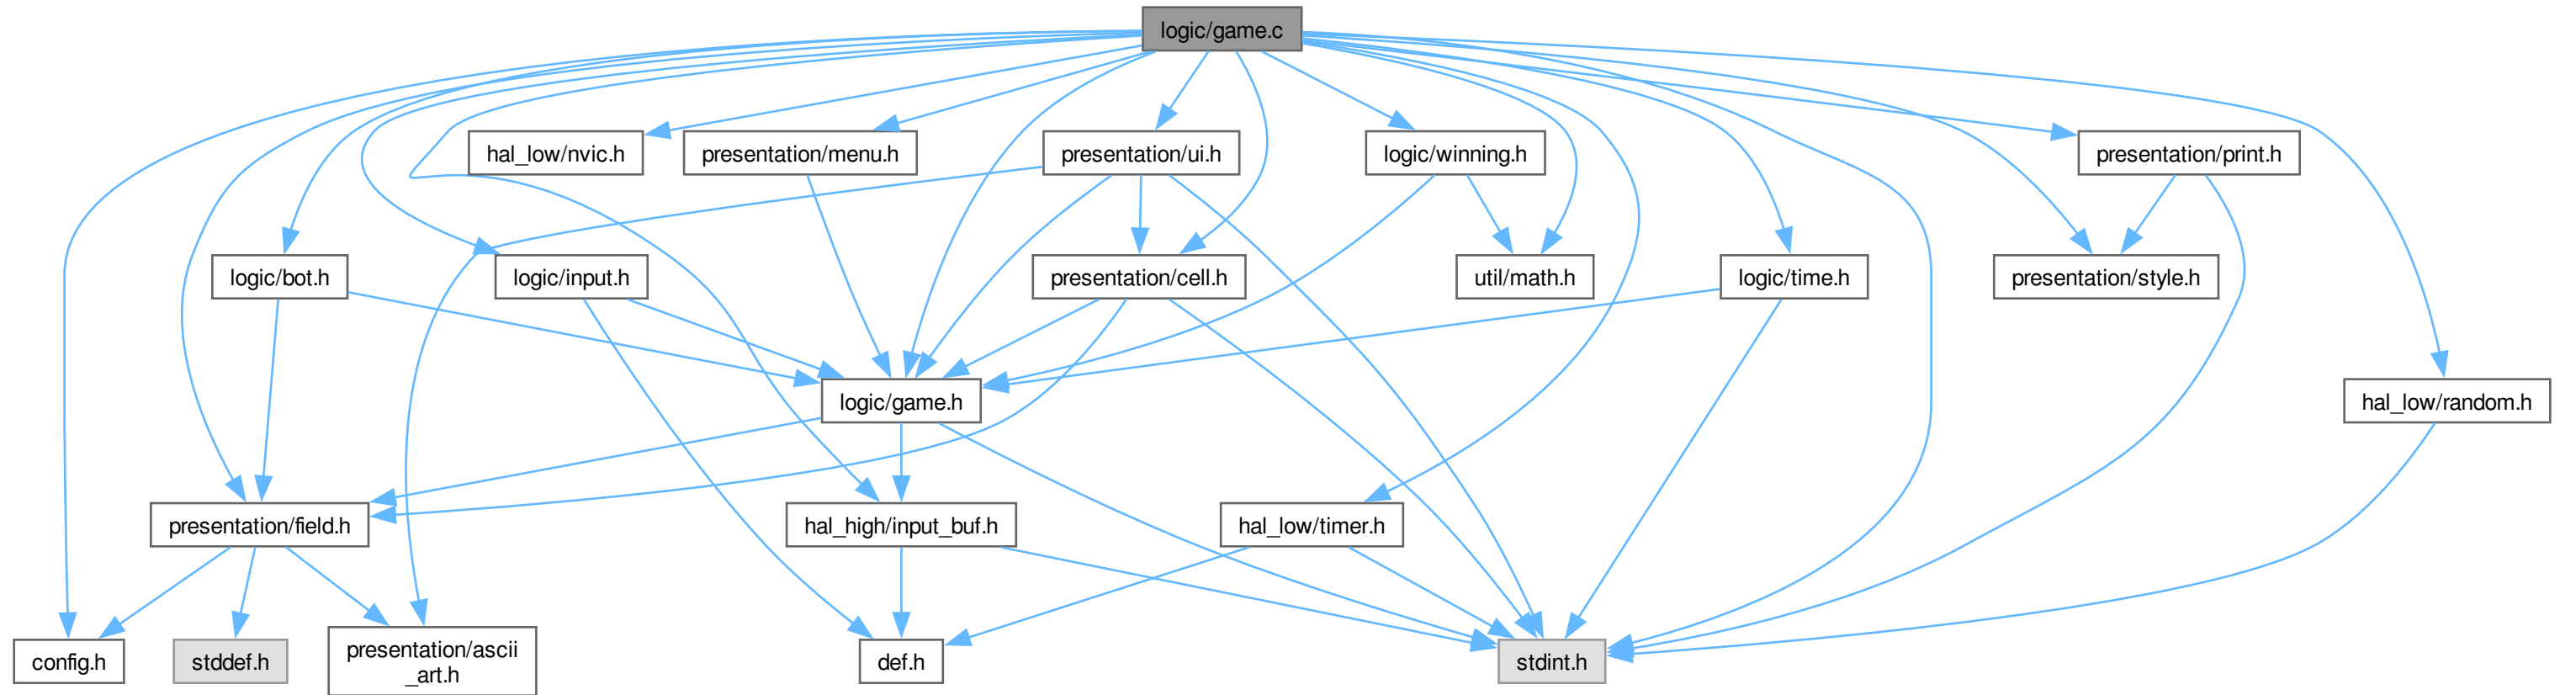 logic/game.c
hal_low/nvic.h
presentation/menu.h
presentation/ui.h
logic/winning.h
presentation/print.h
logic/bot.h
logic/input.h
presentation/cell.h
util/math.h
logic/time.h
presentation/style.h
logic/game.h
hal_low/random.h
presentation/field.h
hal_high/input_buf.h
hal_low/timer.h
config.h
stddef.h
presentation/ascii
_art.h
def.h
stdint.h